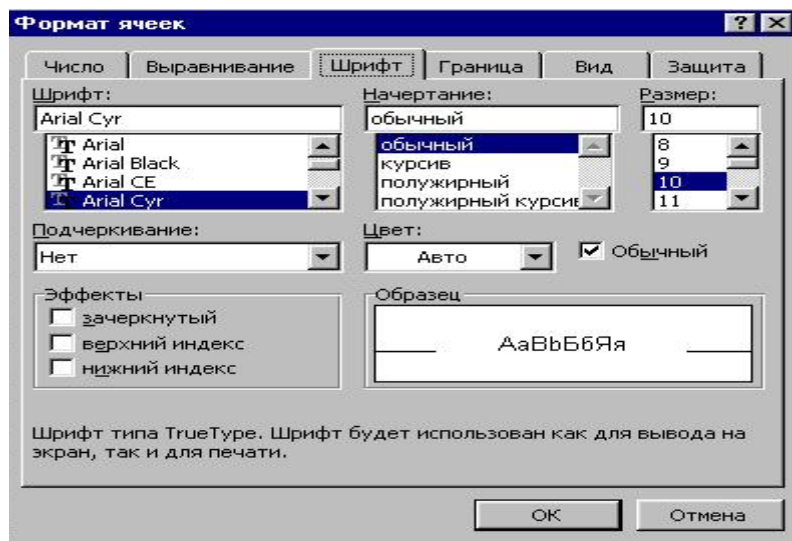 Формат ячеек
Число Выравнивание Шрифт Граница Вид Защита
Шрифт: Начертание: Размер:
Arial Cyr обычный 10
Arial обычный 8
Arial Black курсив 9
Arial CE полужирный 10
Arial Cyr полужирный курсив 11
Подчеркивание: Цвет:
Нет Авто Обычный
Эффекты Образец
зачеркнутый
верхний индекс АаВbБбЯя
нижний индекс
Шрифт типа TrueType. Шрифт будет использован как для вывода на
экран, так и для печати.
ОК Отмена